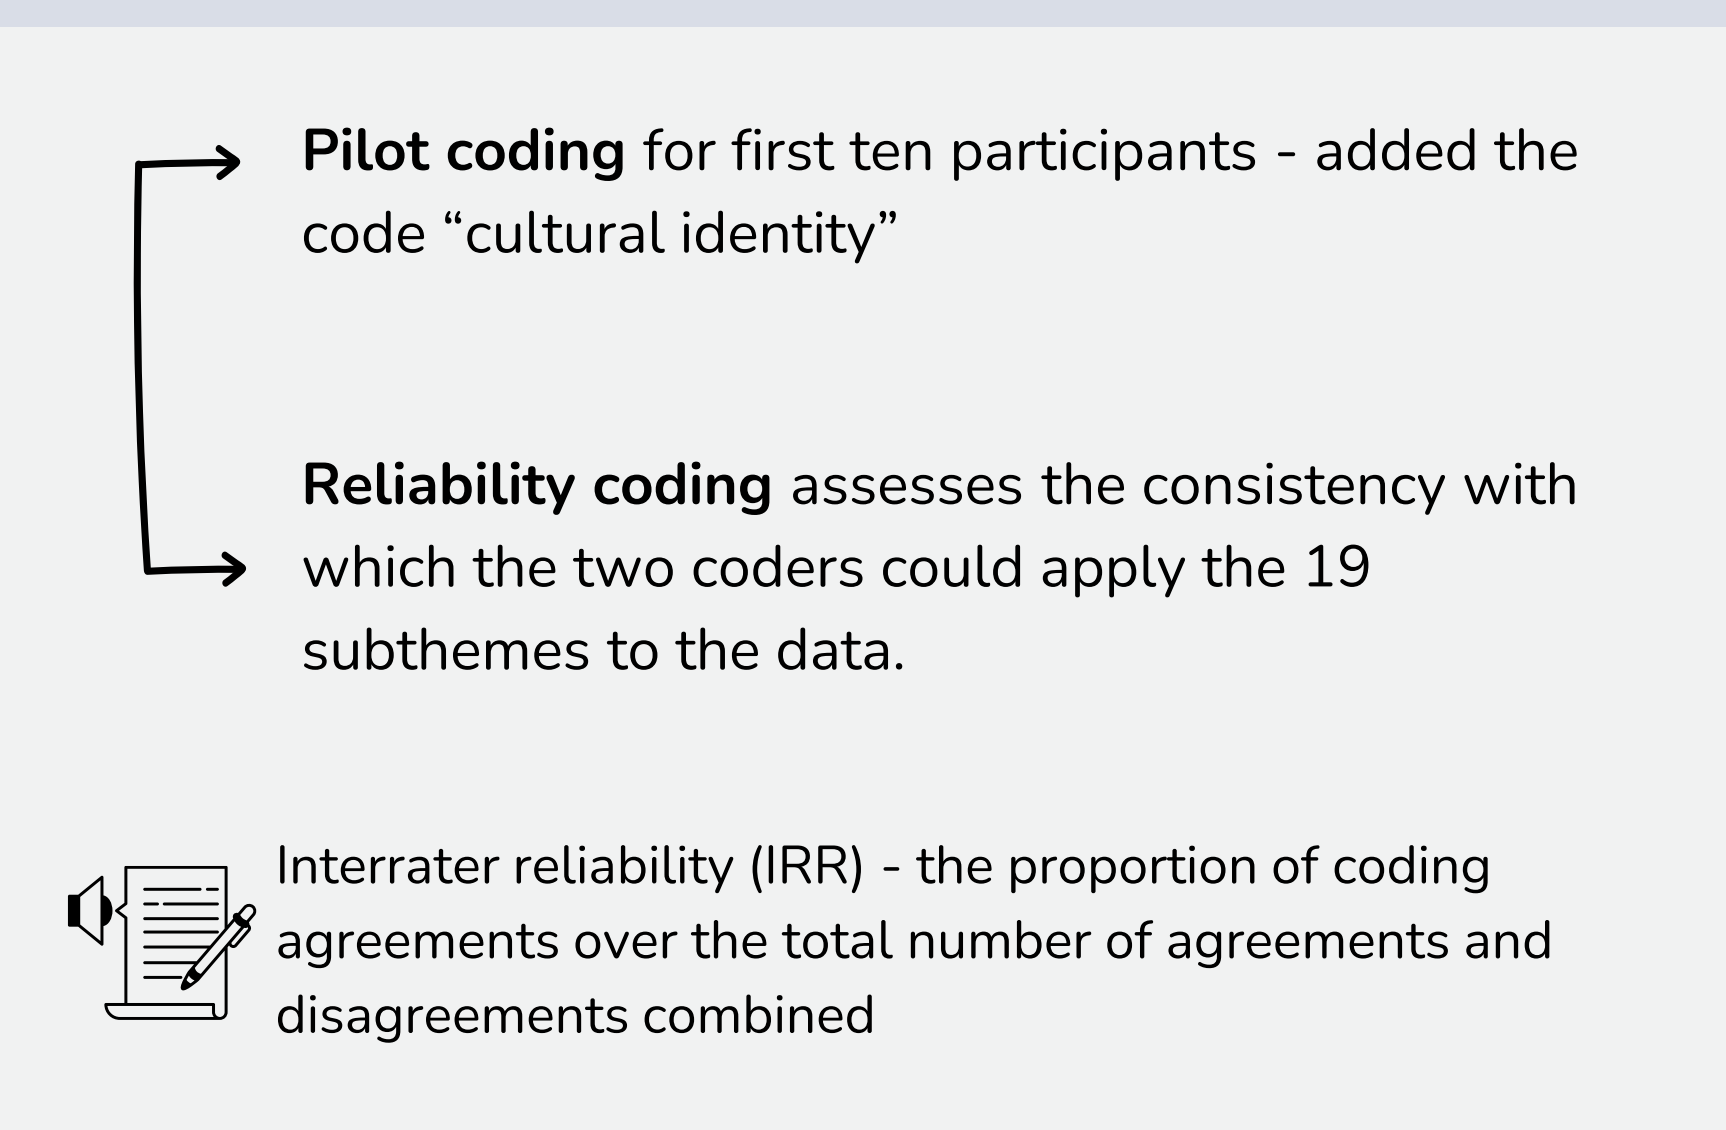 Pilot coding for first ten participants - added the
code “cultural identity”
Reliability coding assesses the consistency with
which the two coders could apply the 19
subthemes to the data.
Interrater reliability (IRR) - the proportion of coding
agreements over the total number of agreements and
disagreements combined